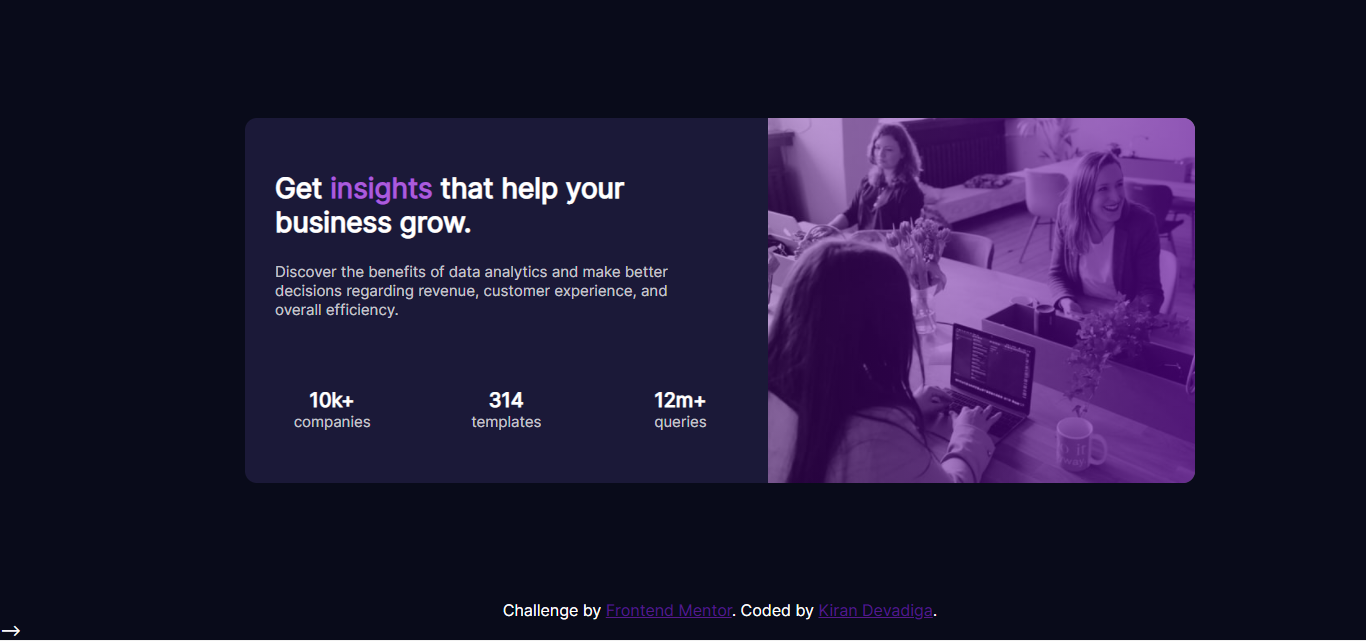 Get insights that help your
business grow.
Discover the benefits of data analytics and make better
decisions regarding revenue, customer experience, and
overall efficiency.
10k+ 314 12m+
companies templates queries
Challenge by Frontend Mentor. Coded by Kiran Devadiga.
→